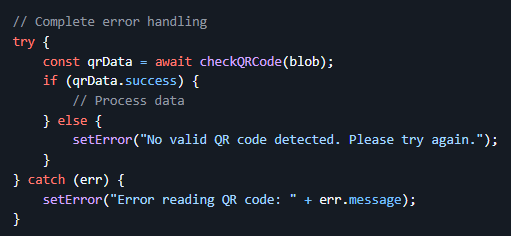 // Complete error handling
try {
    const qrData = await checkQRCode(blob);
    if (qrData.success) {
        // Process data
    } else {
        setError("No valid QR code detected. Please try again.");
    }
} catch (err) {
    setError("Error reading QR code: " + err.message);
}